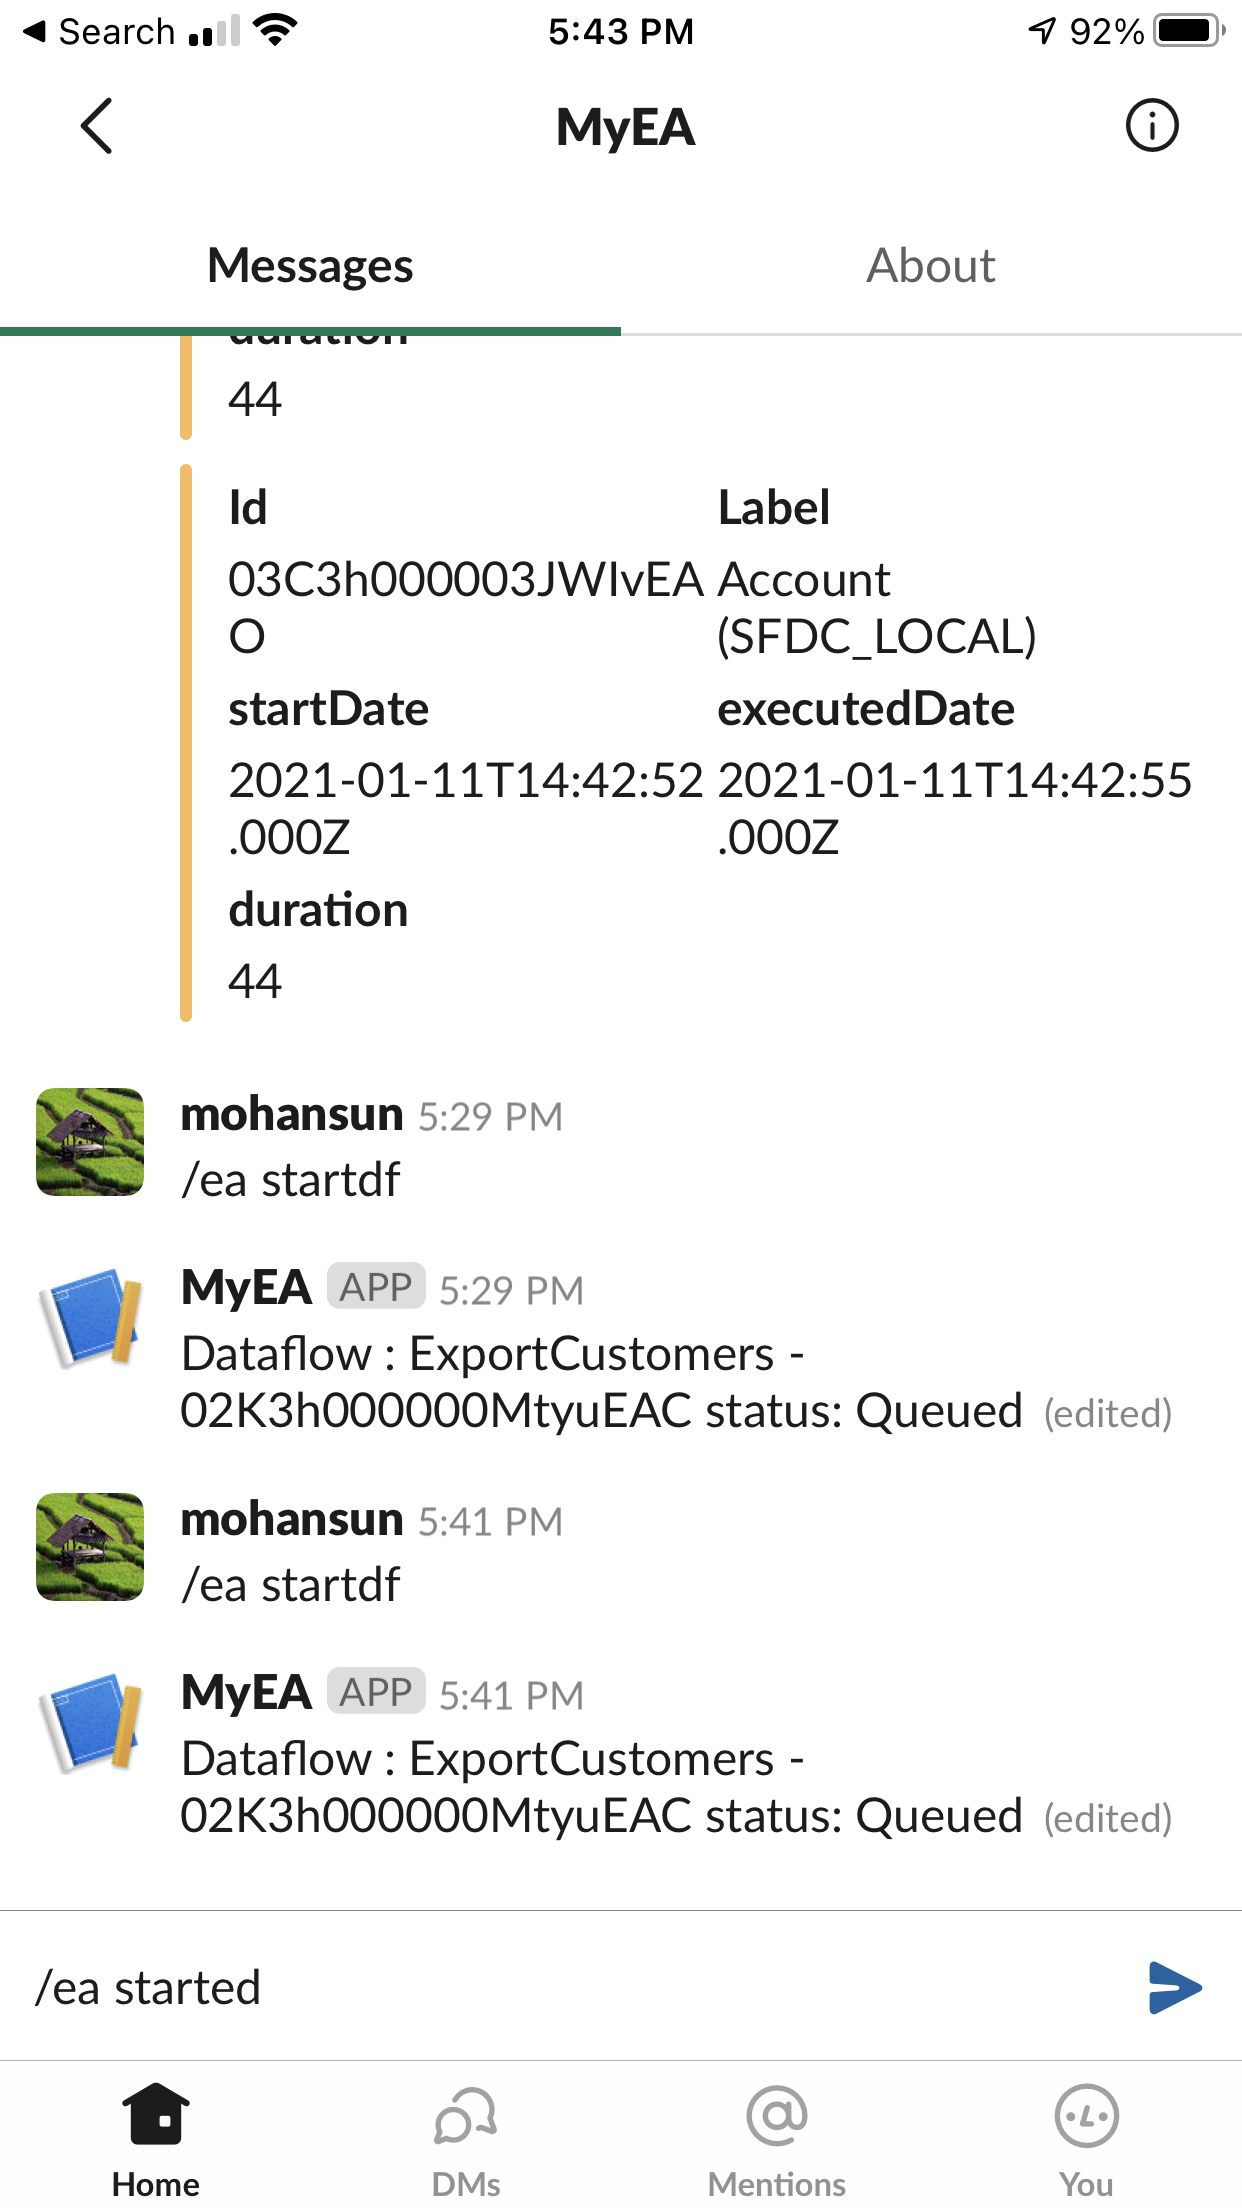 Search 5:43 PM 92%
MyEA
Messages About
duration
44
Id Label
03C3h000003JWIvEA Account
O (SFDC_LOCAL)
startDate executedDate
2021-01-11T14:42:52 2021-01-11T14:42:55
.000Z .000Z
duration
44
mohansun 5:29 PM
/ea startdf
MyEA APP 5:29 PM
Dataflow : ExportCustomers -
02K3h000000MtyuEAC status: Queued (edited)
mohansun 5:41 PM
/ea startdf
MyEA APP 5:41 PM
Dataflow : ExportCustomers -
02K3h000000MtyuEAC status: Queued (edited)
/ea started
Home DMs Mentions You